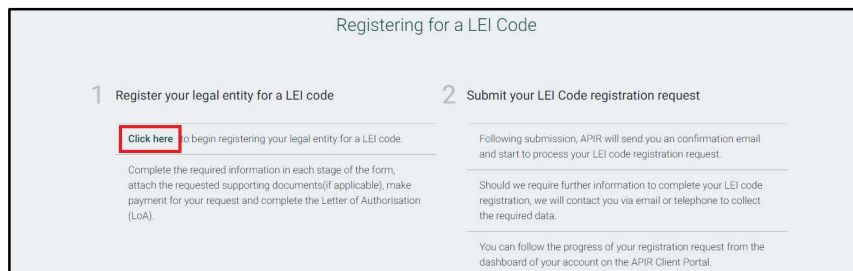 Registering for a LEI Code
1 Register your legal entity for a LEI code
Click here to begin registering your legal entity for a LEI code.
Complete the required information in each stage of the form,
attach the requested supporting documents(if applicable), make
payment for your request and complete the Letter of Authorisation
(LoA).
2 Submit your LEI Code registration request
Following submission, APIR will send you an confirmation email
and start to process your LEI code registration request.
Should we require further information to complete your LEI code
registration, we will contact you via email or telephone to collect
the required data.
You can follow the progress of your registration request from the
dashboard of your account on the APIR Client Portal.